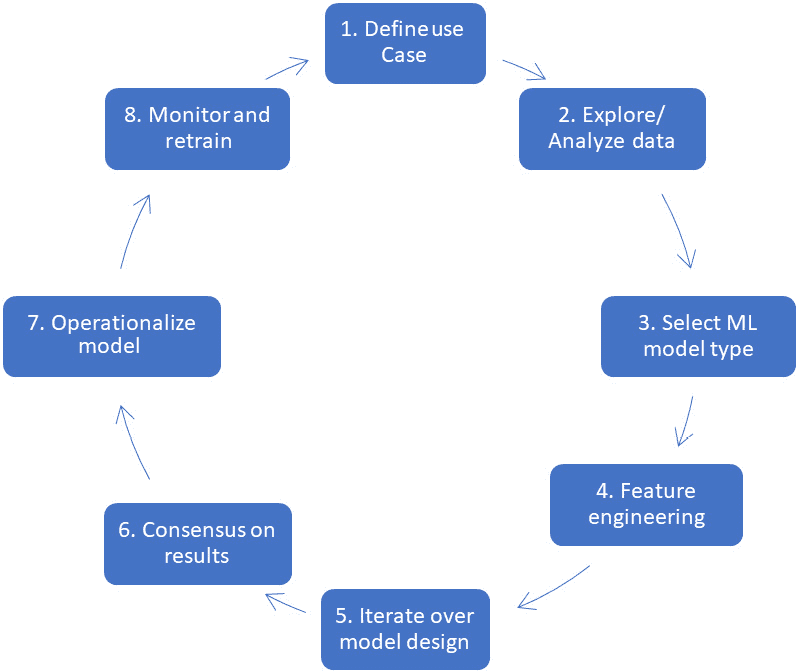 1. Define use
Case
2. Explore/
Analyze data
3. Select ML
model type
4. Feature
engineering
5. Iterate over
model design
6. Consensus on
results
7. Operationalize
model
8. Monitor and
retrain